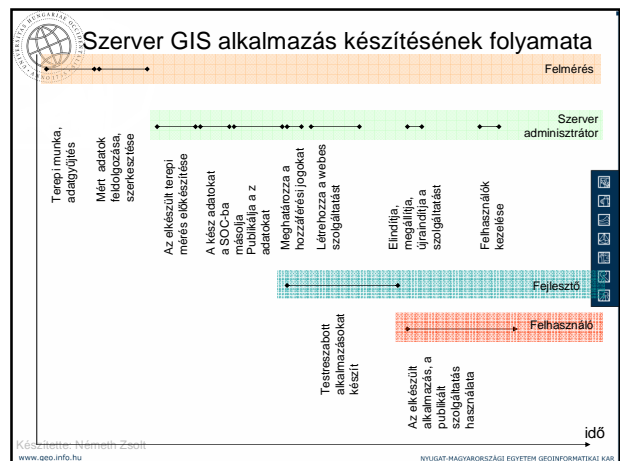 Szerver GIS alkalmazás készítésének folyamata
Felmérés
Szerver
adminisztrátor
Terepi munka,
adatgyűjtés
Mért adatok
feldolgozása,
szerkesztése
Az elkészült terepi
mérés előkészítése
A kész adatokat
a SOC-ba
másolja
Publikálja a z
adatokat
Meghatározza a
hozzáférési jogokat
Létrehozza a webes
szolgáltatást
Elindítja,
megállítja,
újraindítja a
szolgáltatást
Felhasználók
kezelése
Fejlesztő
Felhasználó
Testreszabott
alkalmazásokat
készít
Az elkészült
alkalmazás, a
publikált
szolgáltatás
használata
idő
Készítette: Németh Zsolt
www.geo.info.hu
NYUGAT-MAGYARORSZÁGI EGYETEM GEOINFORMATIKAI KAR